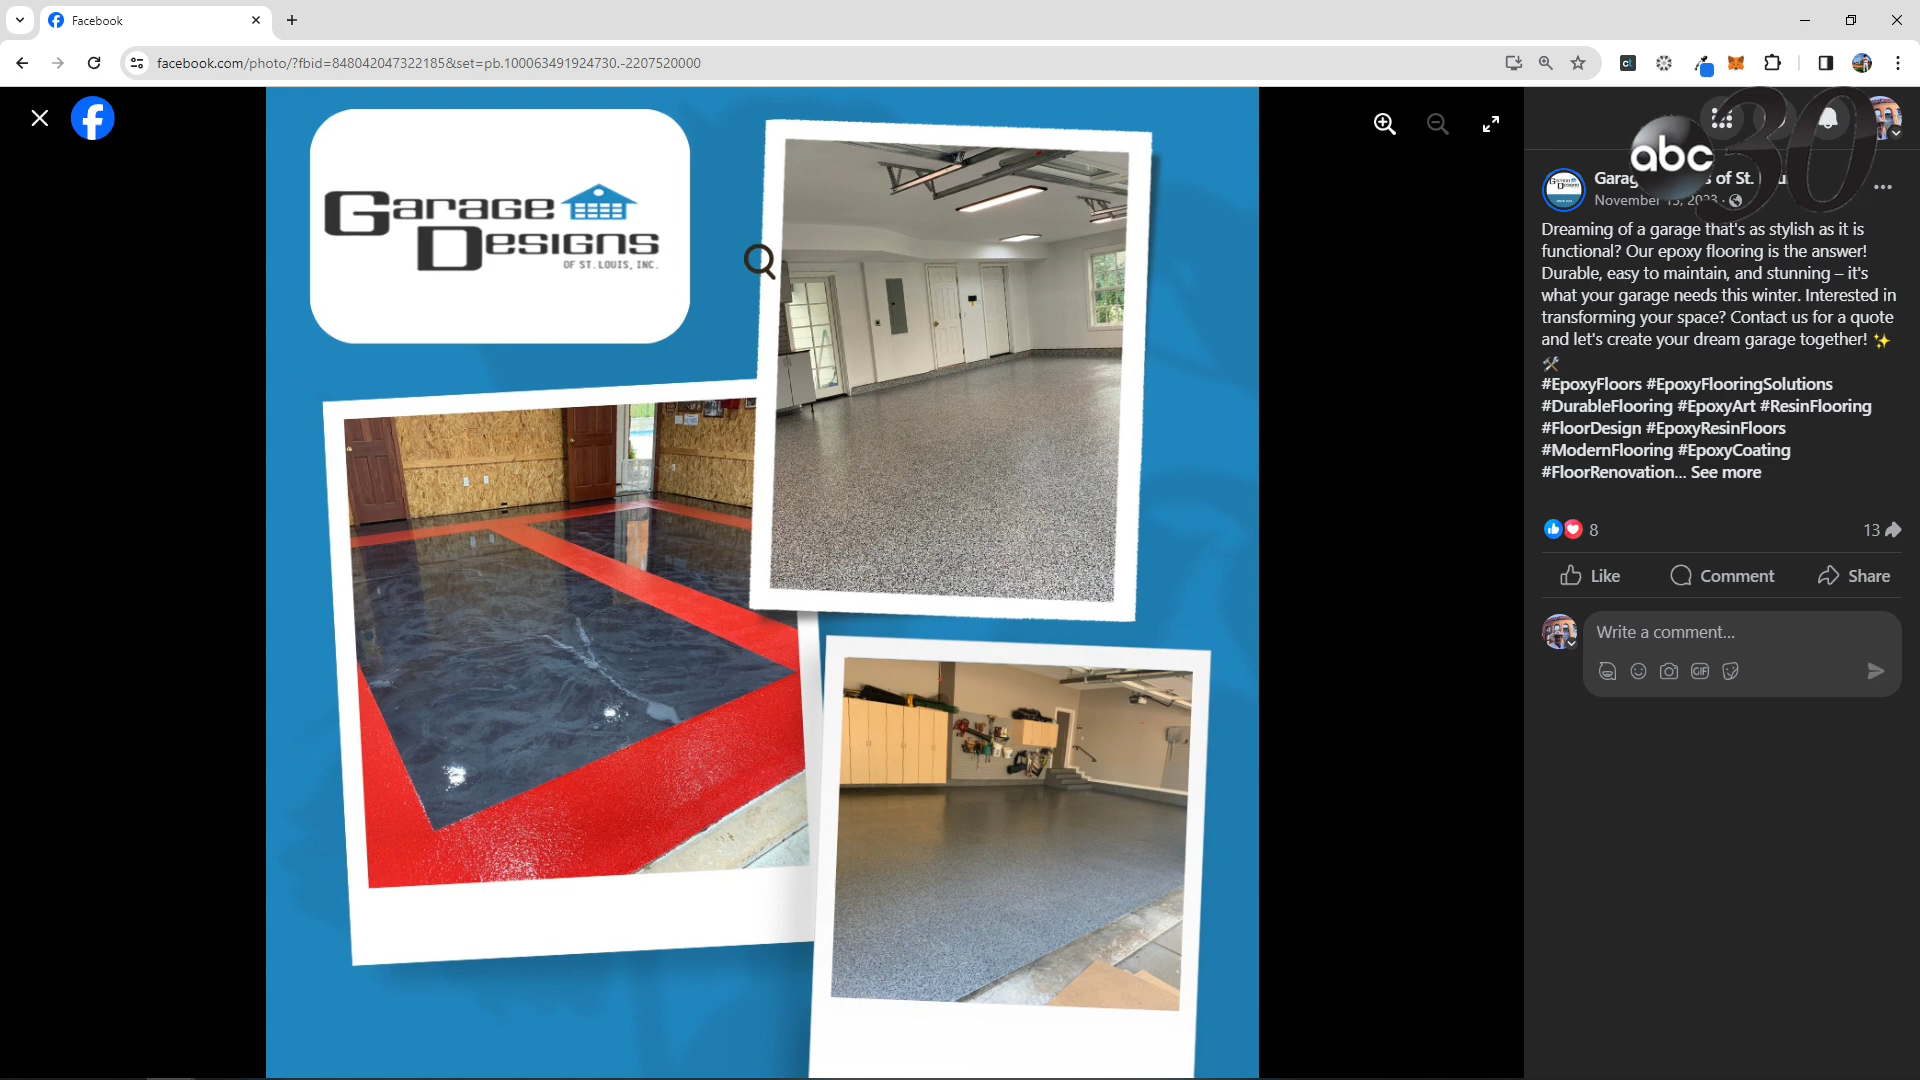 Facebook
facebook.com/photo/?fbid=848042047322185&set=pb.100063491924730.-2207520000
GARAGE
DESIGNS
OF ST. LOUIS, INC.
abc 30
of St.
November
Dreaming of a garage that's as stylish as it is
functional? Our epoxy flooring is the answer!
Durable, easy to maintain, and stunning – it's
what your garage needs this winter. Interested in
transforming your space? Contact us for a quote
and let's create your dream garage together! ✨
🛠️
#EpoxyFloors #EpoxyFlooringSolutions
#DurableFlooring #EpoxyArt #ResinFlooring
#FloorDesign #EpoxyResinFloors
#ModernFlooring #EpoxyCoating
#FloorRenovation... See more
8
13
Like
Comment
Share
Write a comment...
GIF